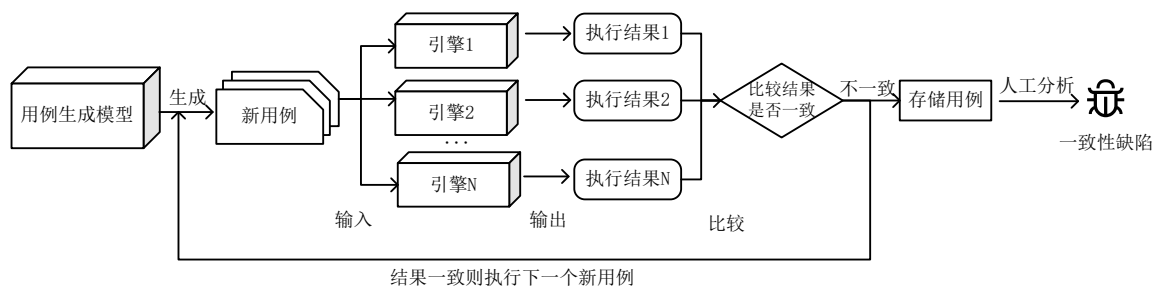 用例生成模型
生成
新用例
引擎1
引擎2
...
引擎N
输入
执行结果1
执行结果2
执行结果N
输出
比较
比较结果
是否一致
不一致
存储用例
人工分析
一致性缺陷
结果一致则执行下一个新用例